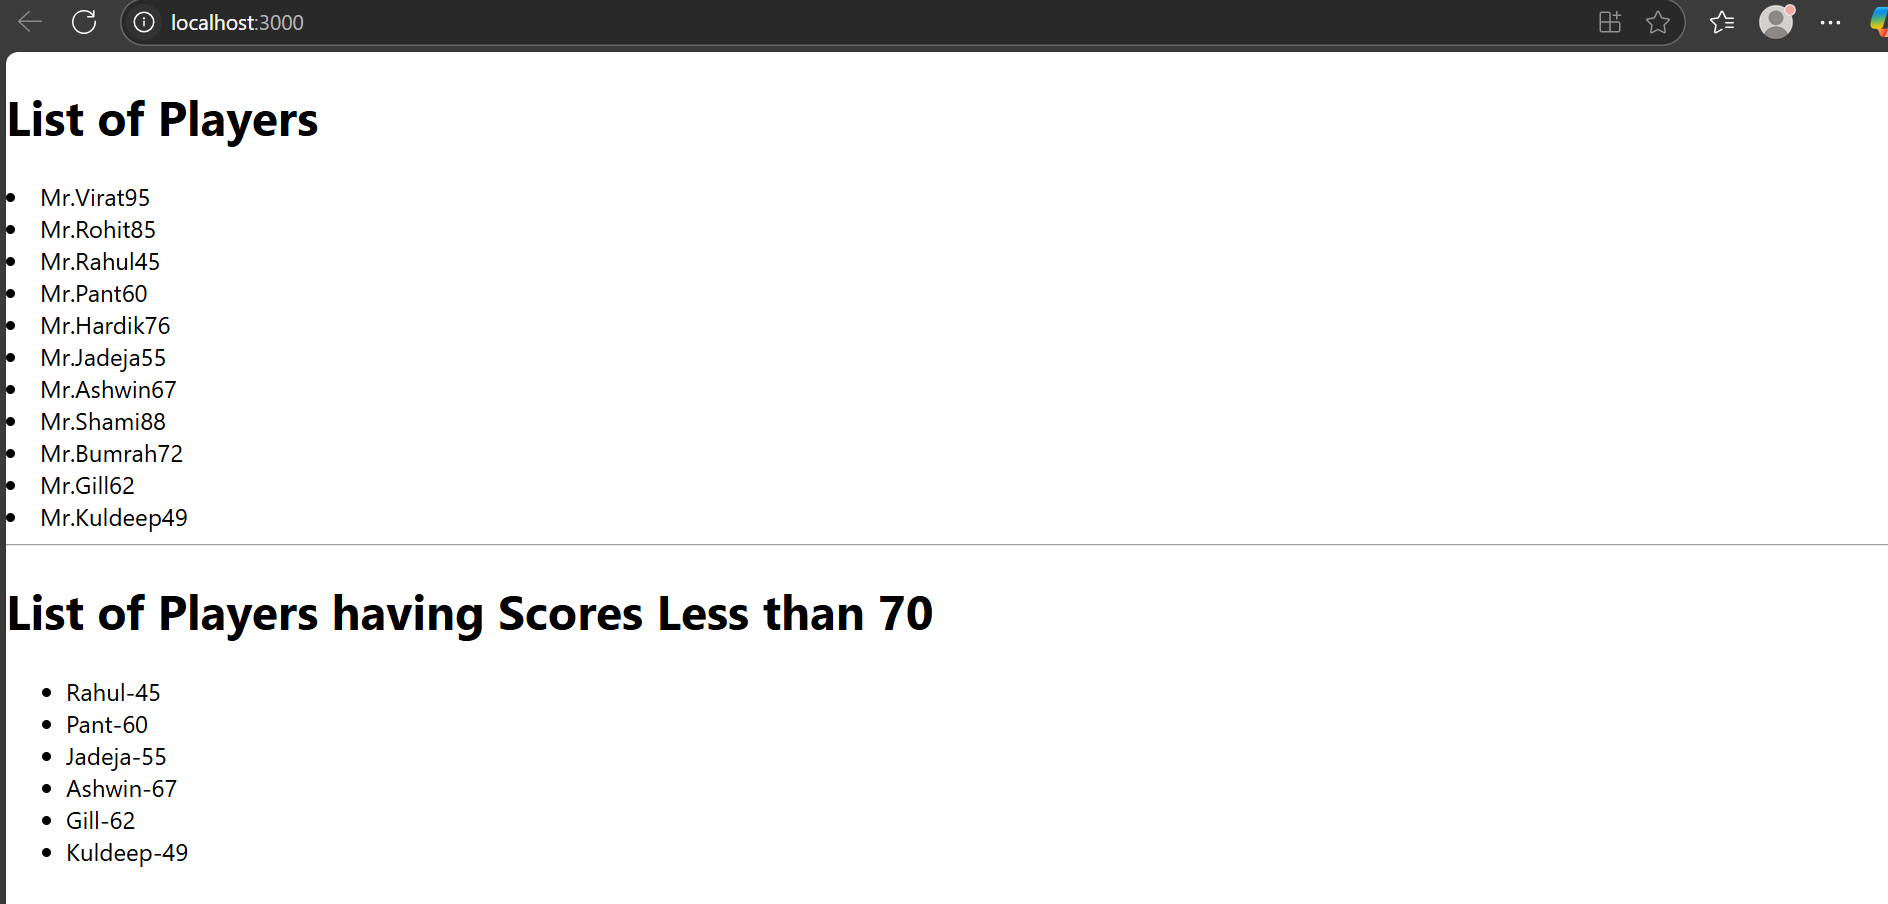 localhost:3000
List of Players
Mr.Virat95
Mr.Rohit85
Mr.Rahul45
Mr.Pant60
Mr.Hardik76
Mr.Jadeja55
Mr.Ashwin67
Mr.Shami88
Mr.Bumrah72
Mr.Gill62
Mr.Kuldeep49
List of Players having Scores Less than 70
Rahul-45
Pant-60
Jadeja-55
Ashwin-67
Gill-62
Kuldeep-49